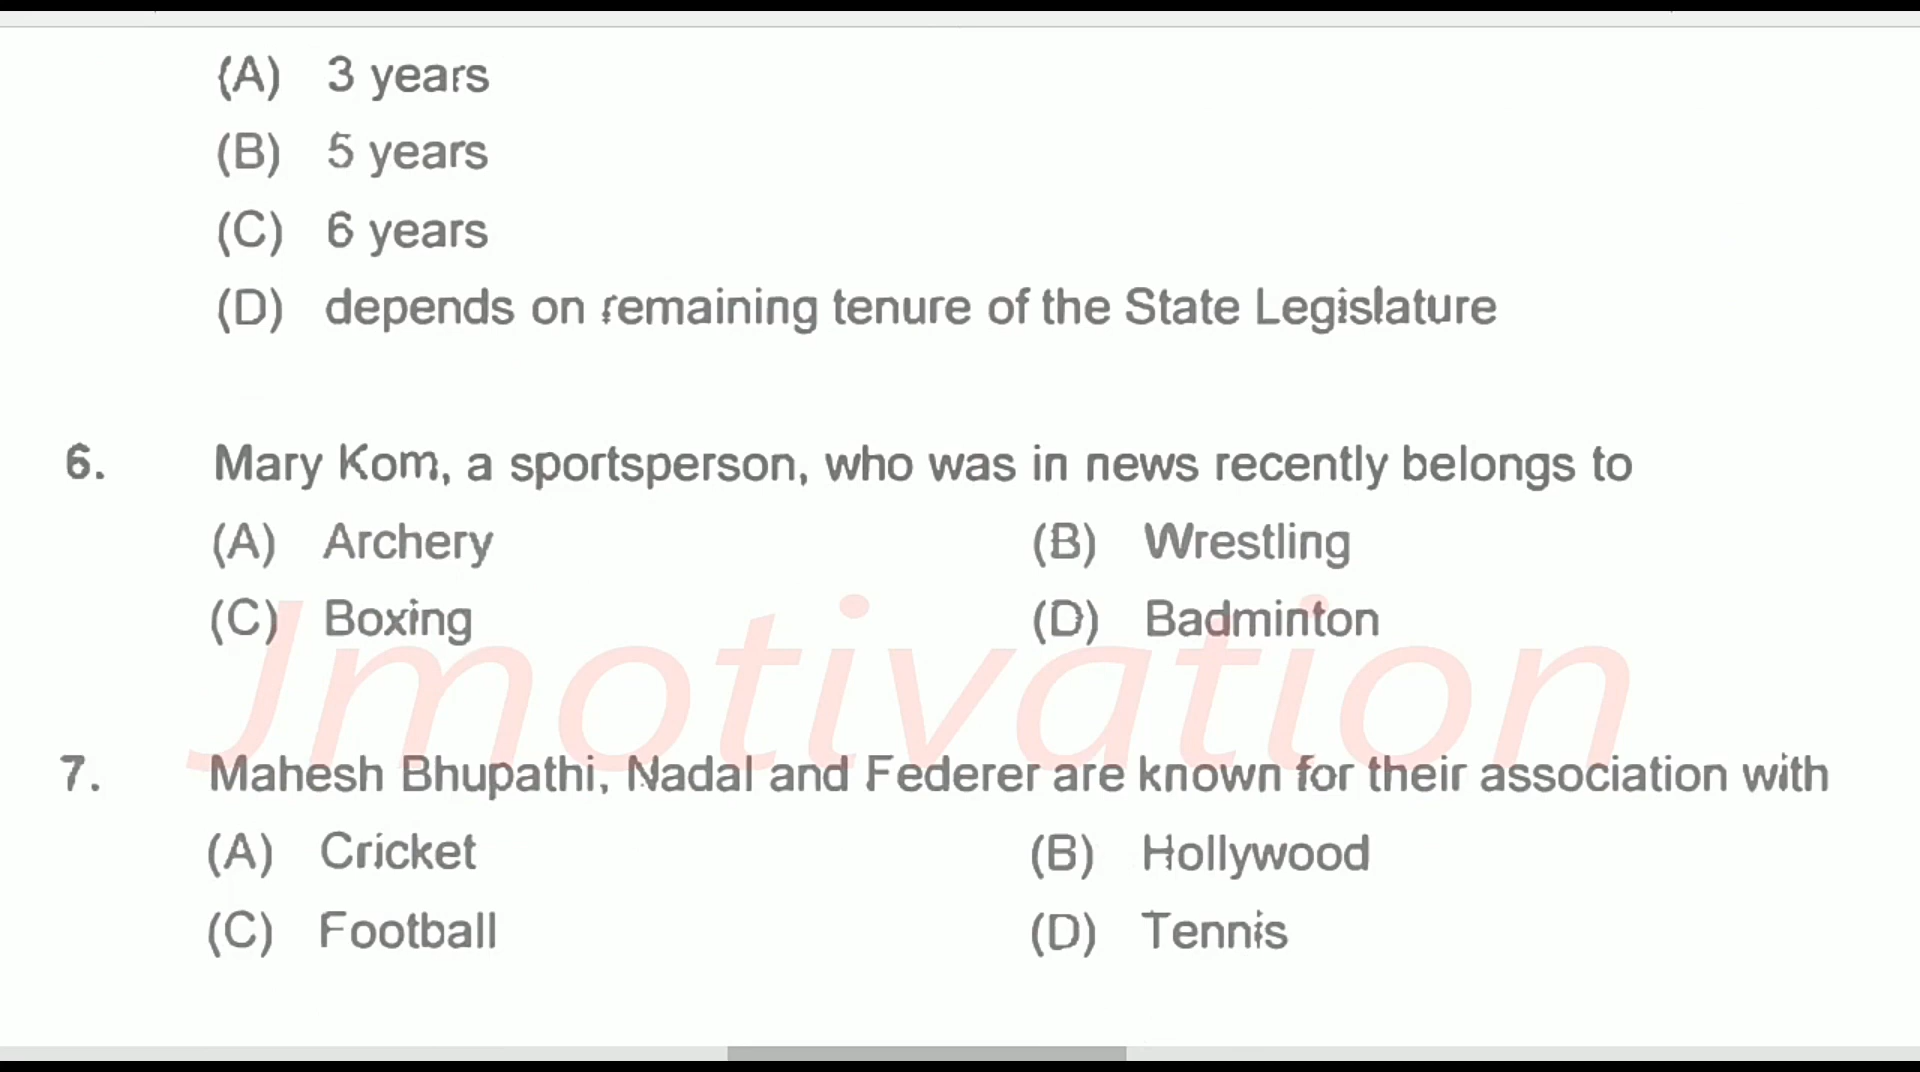 (A) 3 years
(B) 5 years
(C) 6 years
(D) depends on remaining tenure of the State Legislature
6. Mary Kom, a sportsperson, who was in news recently belongs to
(A) Archery (B) Wrestling
(C) Boxing (D) Badminton
Jmotivation
7. Mahesh Bhupathi, Nadal and Federer are known for their association with
(A) Cricket (B) Hollywood
(C) Football (D) Tennis